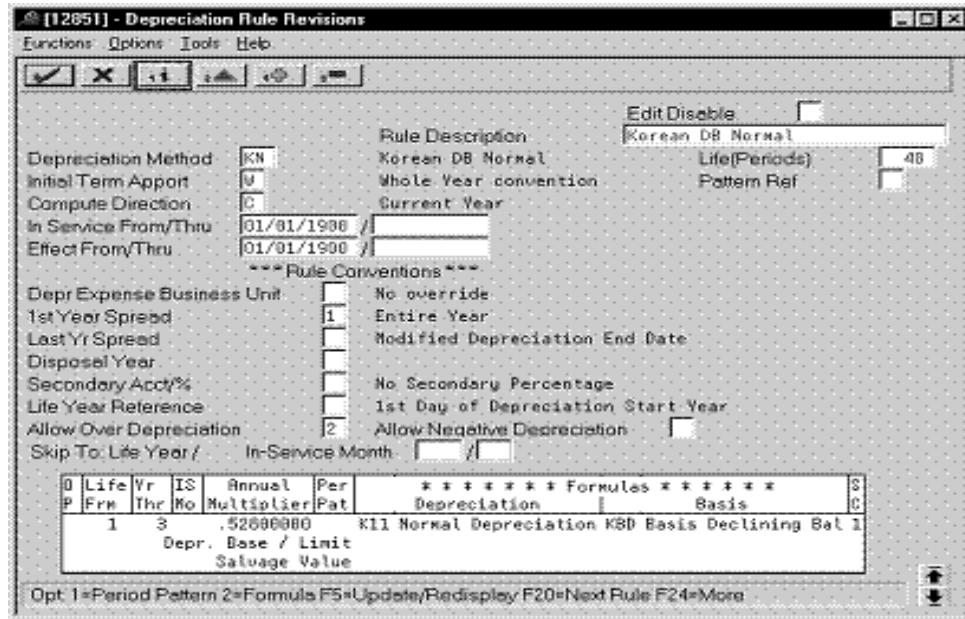 [12851] - Depreciation Rule Revisions
Functions Options Tools Help
Edit Disable
Rule Description Korean DB Normal
Depreciation Method KN Korean DB Normal Life(Periods) 48
Initial Term Apport W Whole Year convention Pattern Ref
Compute Direction C Current Year
In Service From/Thru 01/01/1900 /
Effect From/Thru 01/01/1900 /
*** Rule Conventions ***
Depr Expense Business Unit No override
1st Year Spread 1 Entire Year
Last Yr Spread Modified Depreciation End Date
Disposal Year
Secondary Acct/% No Secondary Percentage
Life Year Reference 1st Day of Depreciation Start Year
Allow Over Depreciation 2 Allow Negative Depreciation
Skip To: Life Year / In-Service Month /
O Life Yr IS Annual Per * * * * * * * Formulas * * * * * * S
P Frm Thr Mo Multiplier Pat Depreciation Basis C
1 3 .52800000 K11 Normal Depreciation KBD Basis Declining Bal 1
Depr. Base / Limit
Salvage Value
Opt: 1=Period Pattern 2=Formula F5=Update/Redisplay F20=Next Rule F24=More